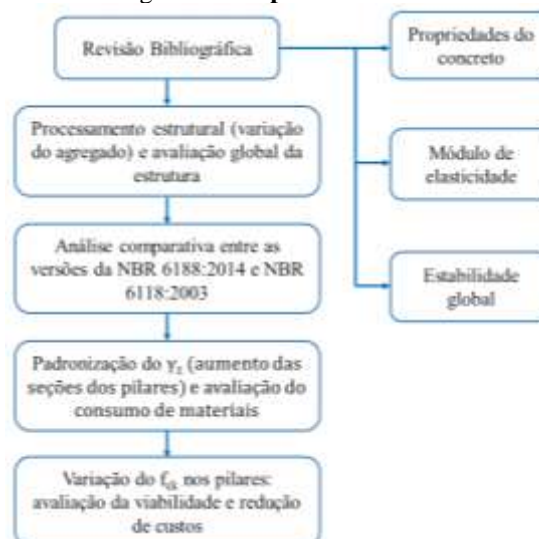 Revisão Bibliográfica
Processamento estrutural (variação
do agregado) e avaliação global da
estrutura
Análise comparativa entre as
versões da NBR 6188:2014 e NBR
6118:2003
Padronização do γz (aumento das
seções dos pilares) e avaliação do
consumo de materiais
Variação do fck nos pilares:
avaliação da viabilidade e redução
de custos
Propriedades do
concreto
Módulo de
elasticidade
Estabilidade
global